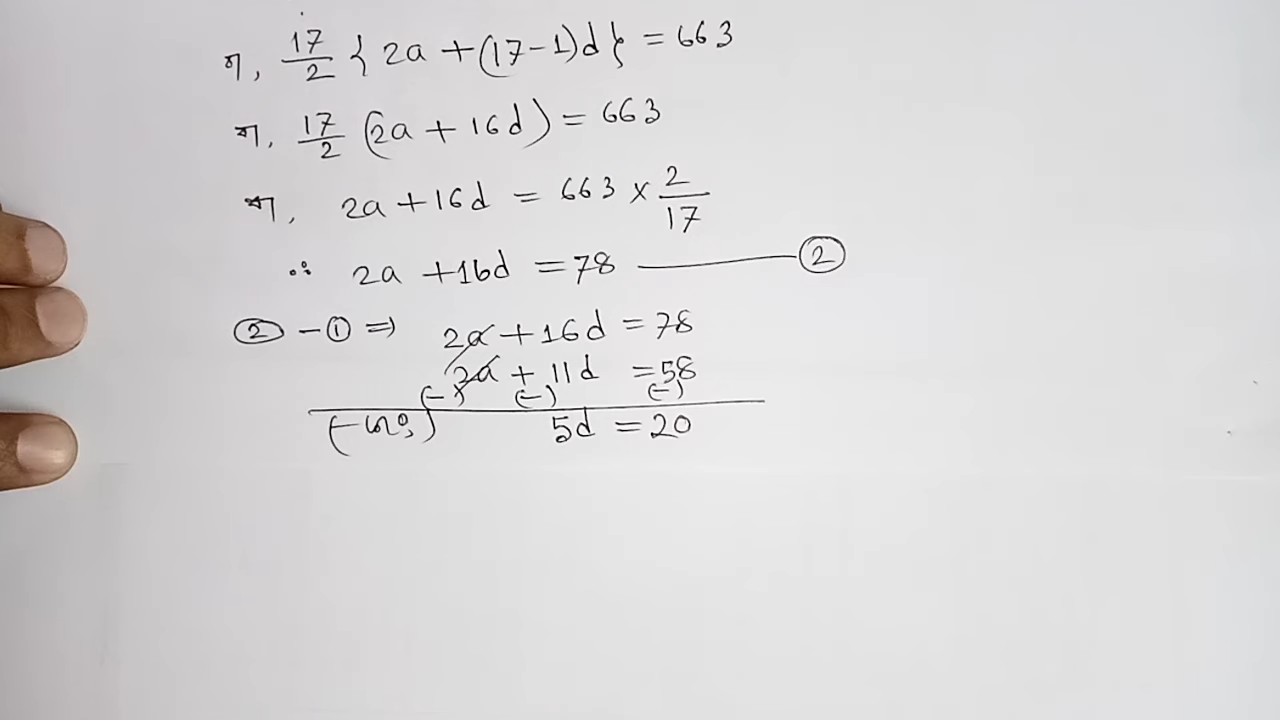 বা, 17/2 { 2a + (17-1)d } = 663
বা, 17/2 (2a + 16d) = 663
বা, 2a + 16d = 663 × 2/17
∴ 2a + 16d = 78 ——— ②
② - ① ⇒ 2a + 16d = 78
2a + 11d = 58
(-) (-) (-)
5d = 20